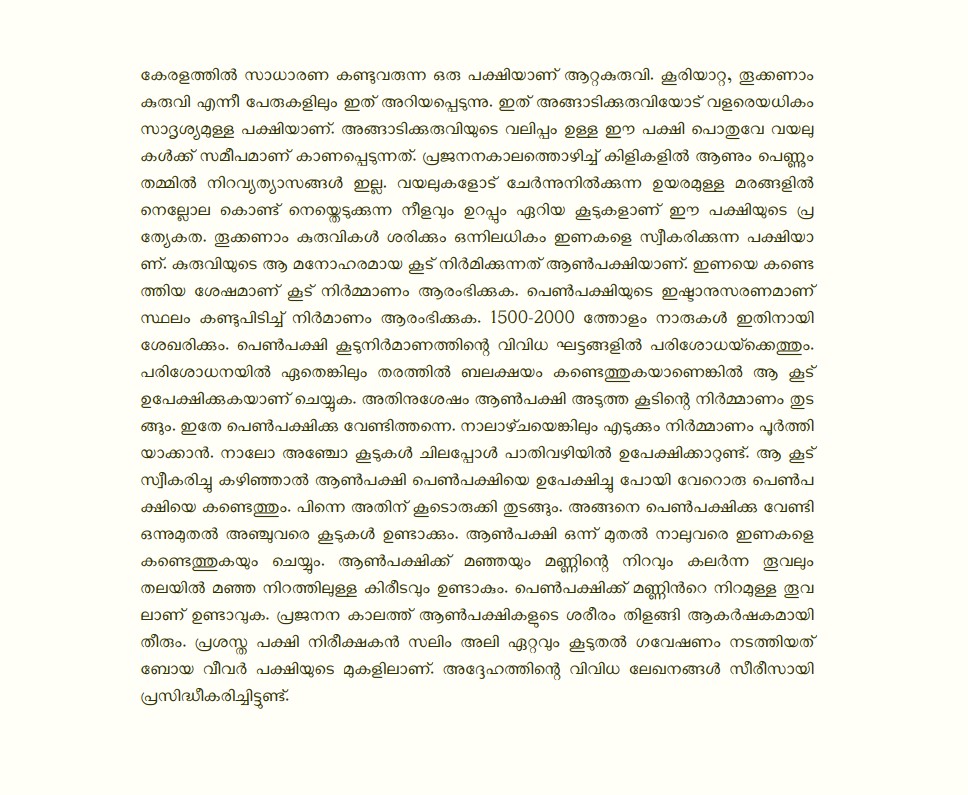 കേരളത്തിൽ സാധാരണ കണ്ടുവരുന്ന ഒരു പക്ഷിയാണ് ആറ്റകുരുവി. കൂരിയാറ്റ, തൂക്കണാം
കുരുവി എന്നീ പേരുകളിലും ഇത് അറിയപ്പെടുന്നു. ഇത് അങ്ങാടിക്കുരുവിയോട് വളരെയധികം
സാദൃശ്യമുള്ള പക്ഷിയാണ്. അങ്ങാടിക്കുരുവിയുടെ വലിപ്പം ഉള്ള ഈ പക്ഷി പൊതുവേ വയലു
കൾക്ക് സമീപമാണ് കാണപ്പെടുന്നത്. പ്രജനനകാലത്തൊഴിച്ച് കിളികളിൽ ആണും പെണ്ണും
തമ്മിൽ നിറവ്യത്യാസങ്ങൾ ഇല്ല. വയലുകളോട് ചേർന്നുനിൽക്കുന്ന ഉയരമുള്ള മരങ്ങളിൽ
നെല്ലോല കൊണ്ട് നെയ്തെടുക്കുന്ന നീളവും ഉറപ്പും ഏറിയ കൂടുകളാണ് ഈ പക്ഷിയുടെ പ്ര
ത്യേകത. തൂക്കണാം കുരുവികൾ ശരിക്കും ഒന്നിലധികം ഇണകളെ സ്വീകരിക്കുന്ന പക്ഷിയാ
ണ്. കുരുവിയുടെ ആ മനോഹരമായ കൂട് നിർമിക്കുന്നത് ആൺപക്ഷിയാണ്. ഇണയെ കണ്ടെ
ത്തിയ ശേഷമാണ് കൂട് നിർമ്മാണം ആരംഭിക്കുക. പെൺപക്ഷിയുടെ ഇഷ്ടാനുസരണമാണ്
സ്ഥലം കണ്ടുപിടിച്ച് നിർമാണം ആരംഭിക്കുക. 1500-2000 ത്തോളം നാരുകൾ ഇതിനായി
ശേഖരിക്കും. പെൺപക്ഷി കൂടുനിർമാണത്തിന്റെ വിവിധ ഘട്ടങ്ങളിൽ പരിശോധയ്ക്കെത്തും.
പരിശോധനയിൽ ഏതെങ്കിലും തരത്തിൽ ബലക്ഷയം കണ്ടെത്തുകയാണെങ്കിൽ ആ കൂട്
ഉപേക്ഷിക്കുകയാണ് ചെയ്യുക. അതിനുശേഷം ആൺപക്ഷി അടുത്ത കൂടിന്റെ നിർമ്മാണം തുട
ങ്ങും. ഇതേ പെൺപക്ഷിക്കു വേണ്ടിത്തന്നെ. നാലാഴ്ചയെങ്കിലും എടുക്കും നിർമ്മാണം പൂർത്തി
യാക്കാൻ. നാലോ അഞ്ചോ കൂടുകൾ ചിലപ്പോൾ പാതിവഴിയിൽ ഉപേക്ഷിക്കാറുണ്ട്. ആ കൂട്
സ്വീകരിച്ചു കഴിഞ്ഞാൽ ആൺപക്ഷി പെൺപക്ഷിയെ ഉപേക്ഷിച്ചു പോയി വേറൊരു പെൺപ
ക്ഷിയെ കണ്ടെത്തും. പിന്നെ അതിന് കൂടൊരുക്കി തുടങ്ങും. അങ്ങനെ പെൺപക്ഷിക്കു വേണ്ടി
ഒന്നുമുതൽ അഞ്ചുവരെ കൂടുകൾ ഉണ്ടാക്കും. ആൺപക്ഷി ഒന്ന് മുതൽ നാലുവരെ ഇണകളെ
കണ്ടെത്തുകയും ചെയ്യും. ആൺപക്ഷിക്ക് മഞ്ഞയും മണ്ണിന്റെ നിറവും കലർന്ന തൂവലും
തലയിൽ മഞ്ഞ നിറത്തിലുള്ള കിരീടവും ഉണ്ടാകും. പെൺപക്ഷിക്ക് മണ്ണിൻറെ നിറമുള്ള തൂവ
ലാണ് ഉണ്ടാവുക. പ്രജനന കാലത്ത് ആൺപക്ഷികളുടെ ശരീരം തിളങ്ങി ആകർഷകമായി
തീരും. പ്രശസ്ത പക്ഷി നിരീക്ഷകൻ സലിം അലി ഏറ്റവും കൂടുതൽ ഗവേഷണം നടത്തിയത്
ബോയ വീവർ പക്ഷിയുടെ മുകളിലാണ്. അദ്ദേഹത്തിന്റെ വിവിധ ലേഖനങ്ങൾ സീരീസായി
പ്രസിദ്ധീകരിച്ചിട്ടുണ്ട്.